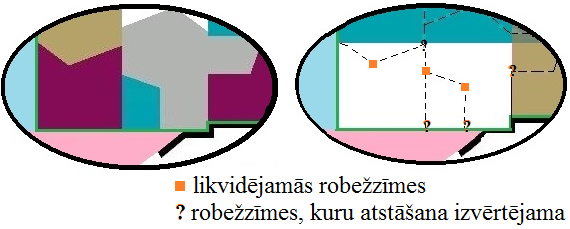 ?
?
? ?
likvidējamās robežzīmes
? robežzīmes, kuru atstāšana izvērtējama